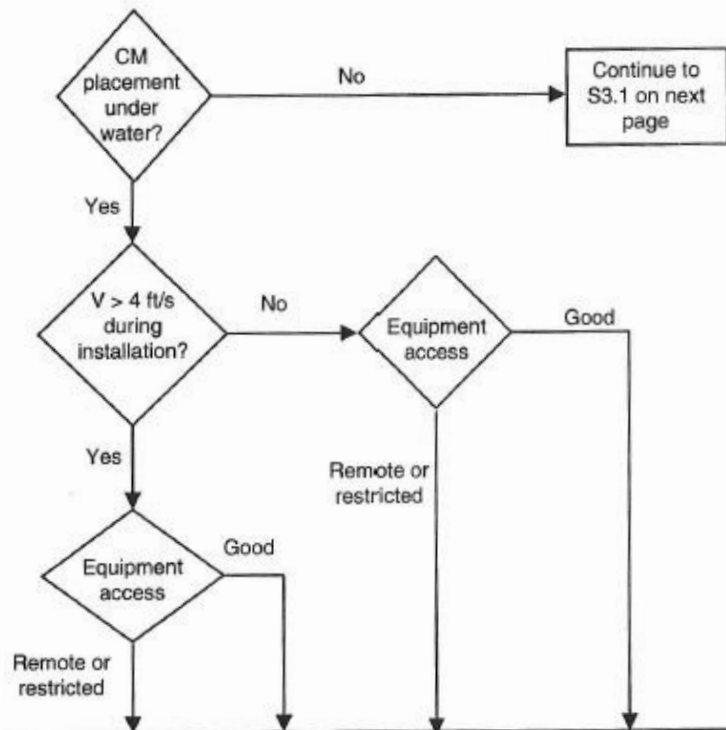 CM
placement
under
water?
No
Continue to
S3.1 on next
page
Yes
V > 4 ft/s
during
installation?
No
Equipment
access
Good
Yes
Remote or
restricted
Equipment
access
Good
Remote or
restricted